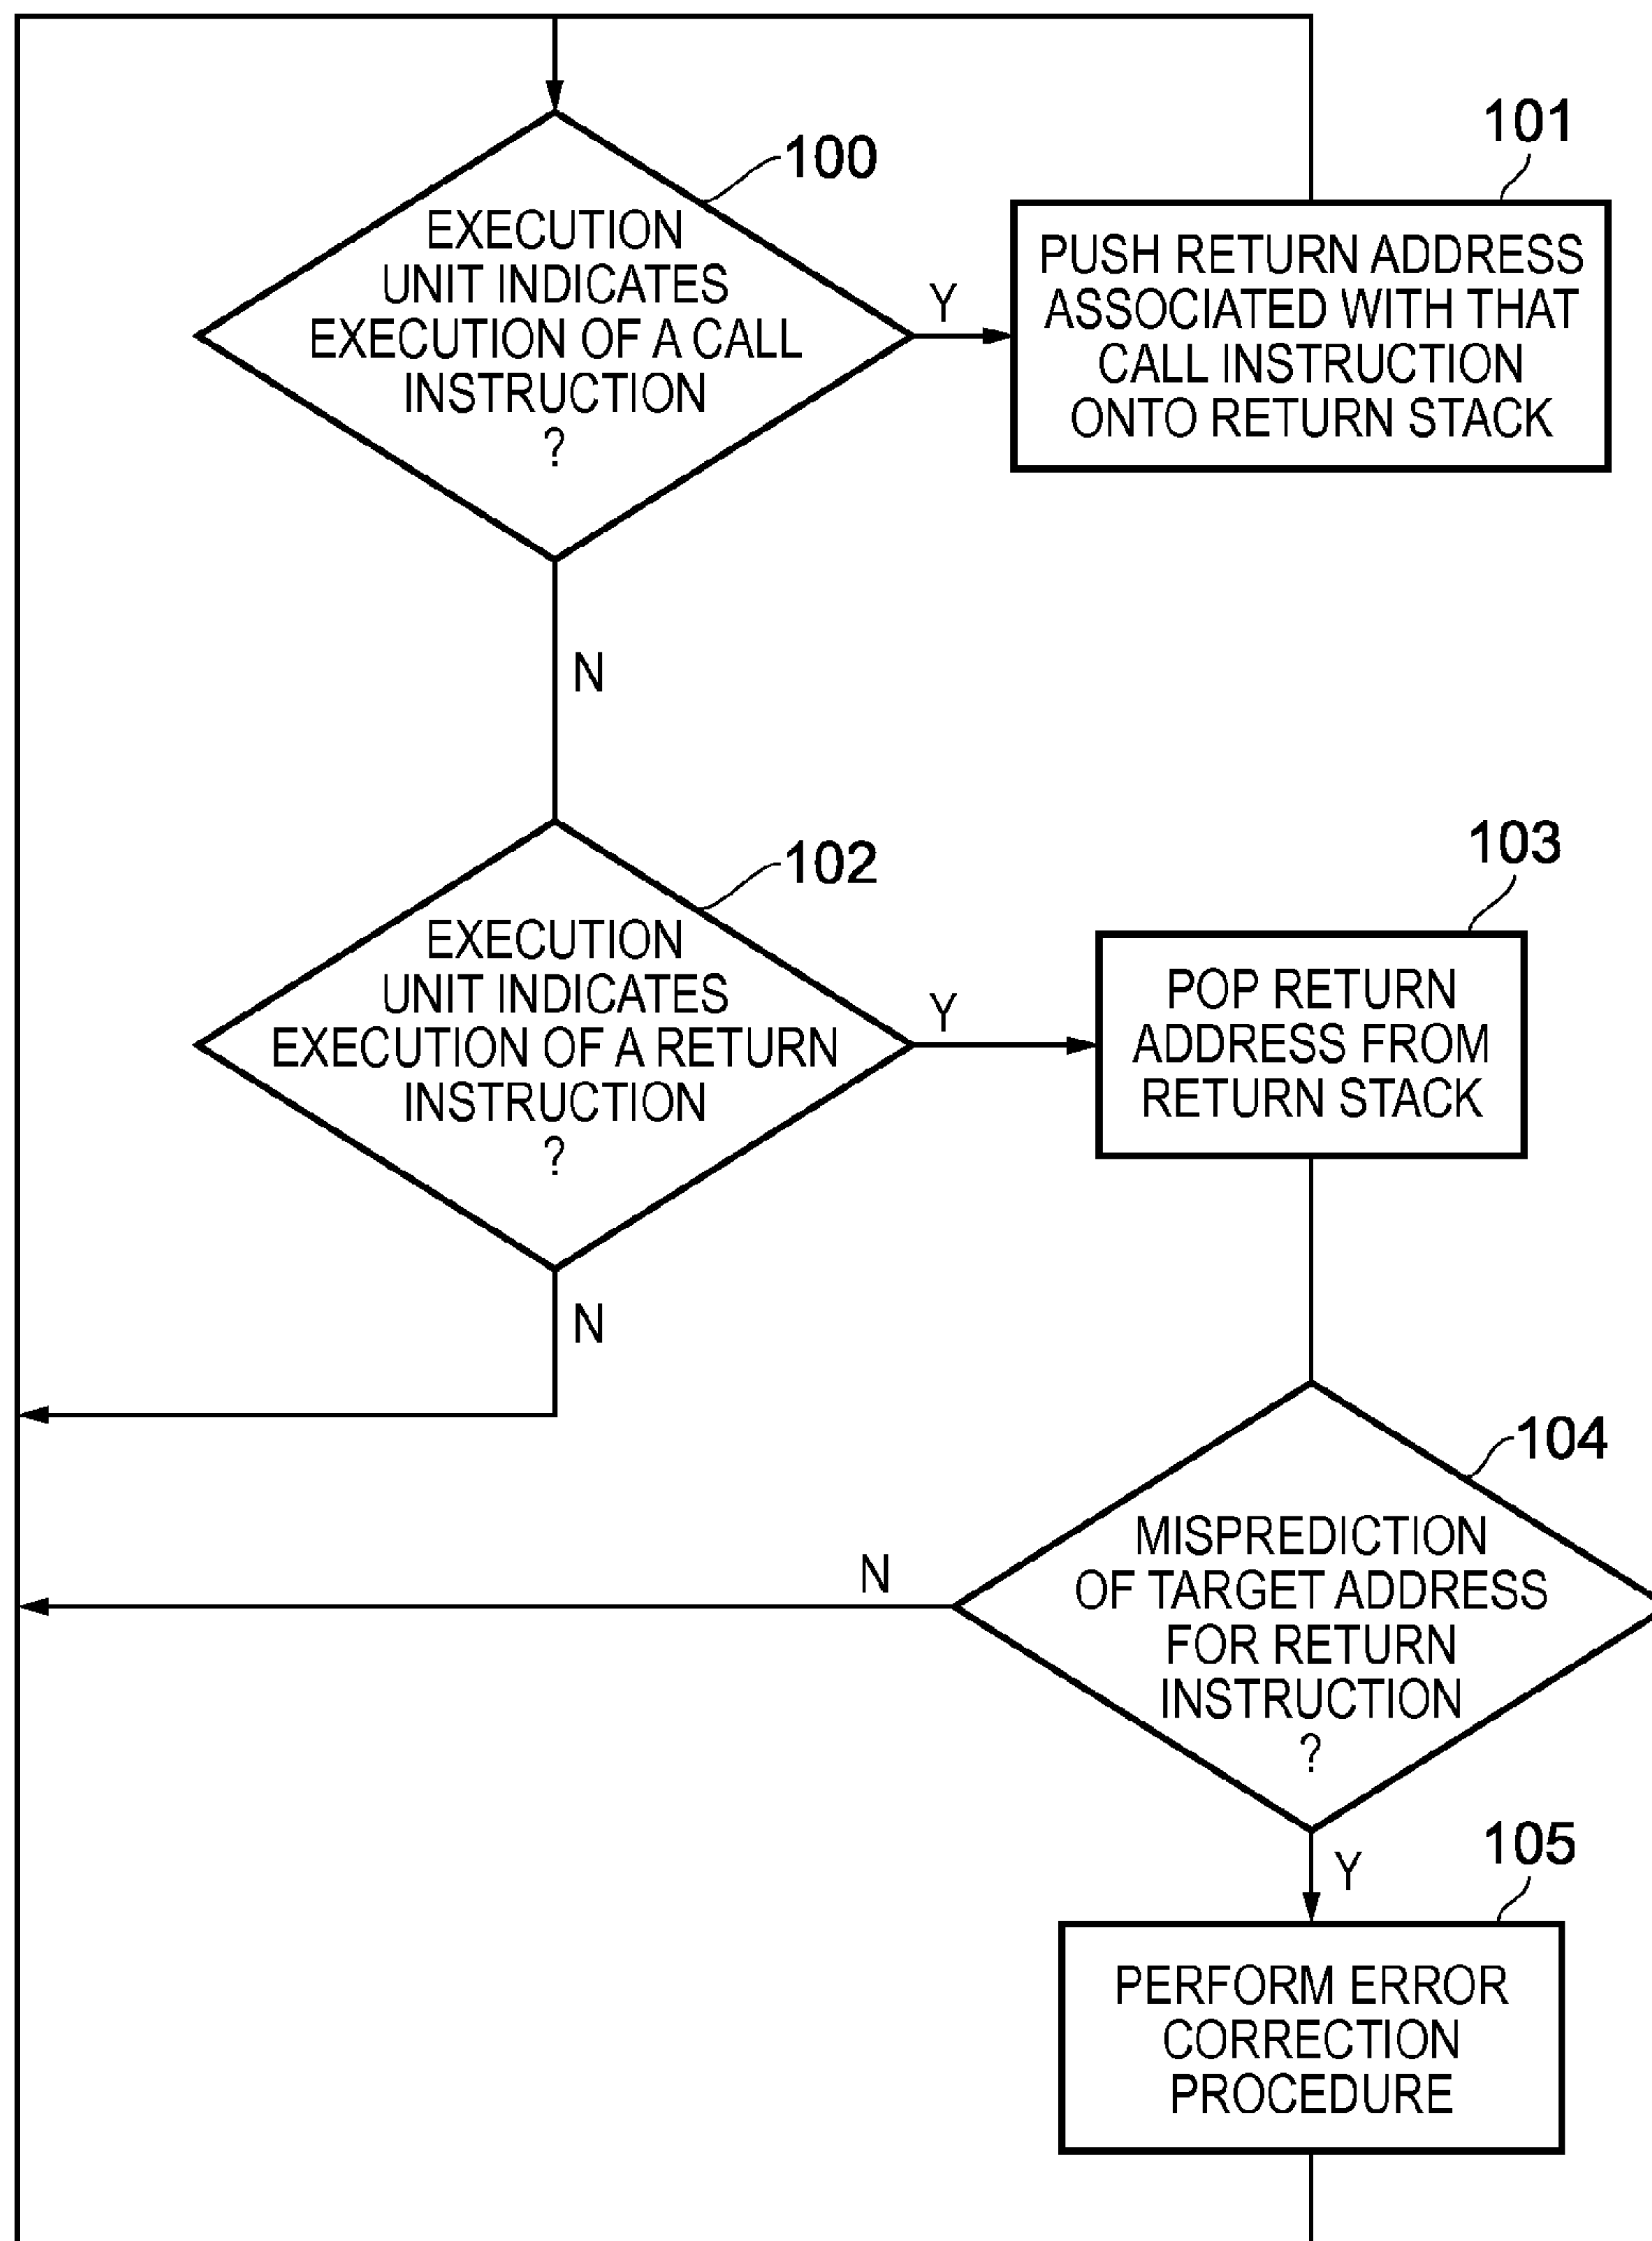 100
EXECUTION
UNIT INDICATES
EXECUTION OF A CALL
INSTRUCTION
?
Y
101
PUSH RETURN ADDRESS
ASSOCIATED WITH THAT
CALL INSTRUCTION
ONTO RETURN STACK
N
102
EXECUTION
UNIT INDICATES
EXECUTION OF A RETURN
INSTRUCTION
?
Y
103
POP RETURN
ADDRESS FROM
RETURN STACK
N
104
MISPREDICTION
OF TARGET ADDRESS
FOR RETURN
INSTRUCTION
?
N
Y
105
PERFORM ERROR
CORRECTION
PROCEDURE